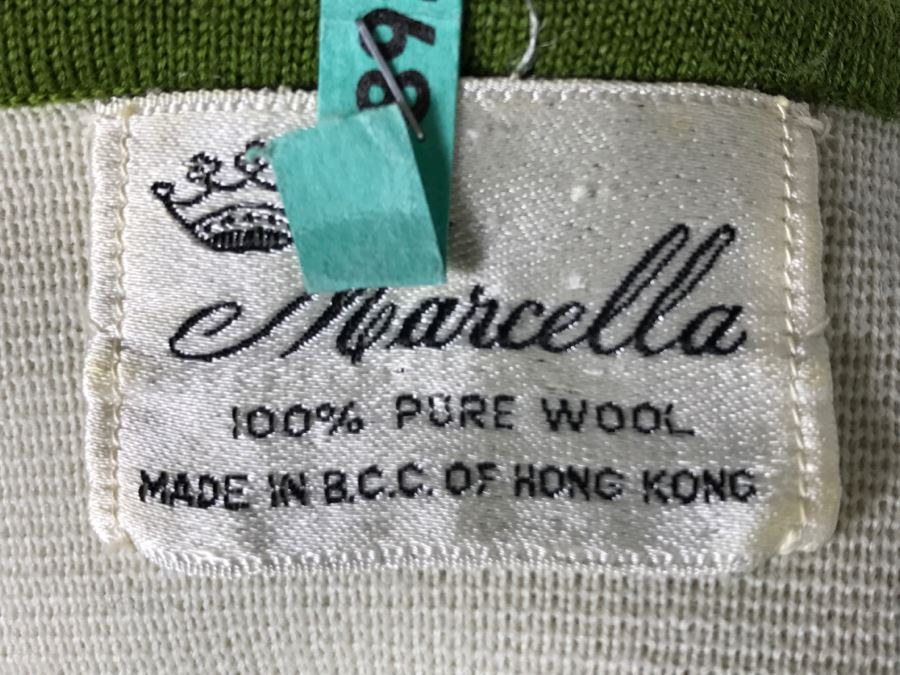 Marcella
100% PURE WOOL
MADE IN B.C.C. OF HONG KONG